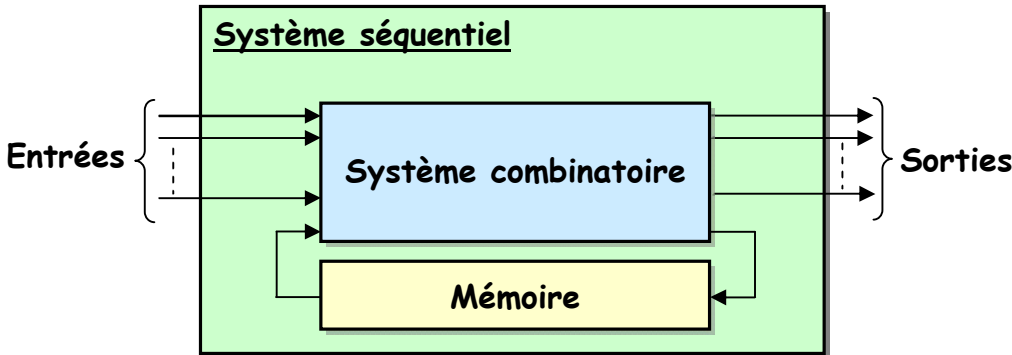 Système séquentiel
Entrées
Système combinatoire
Sorties
Mémoire